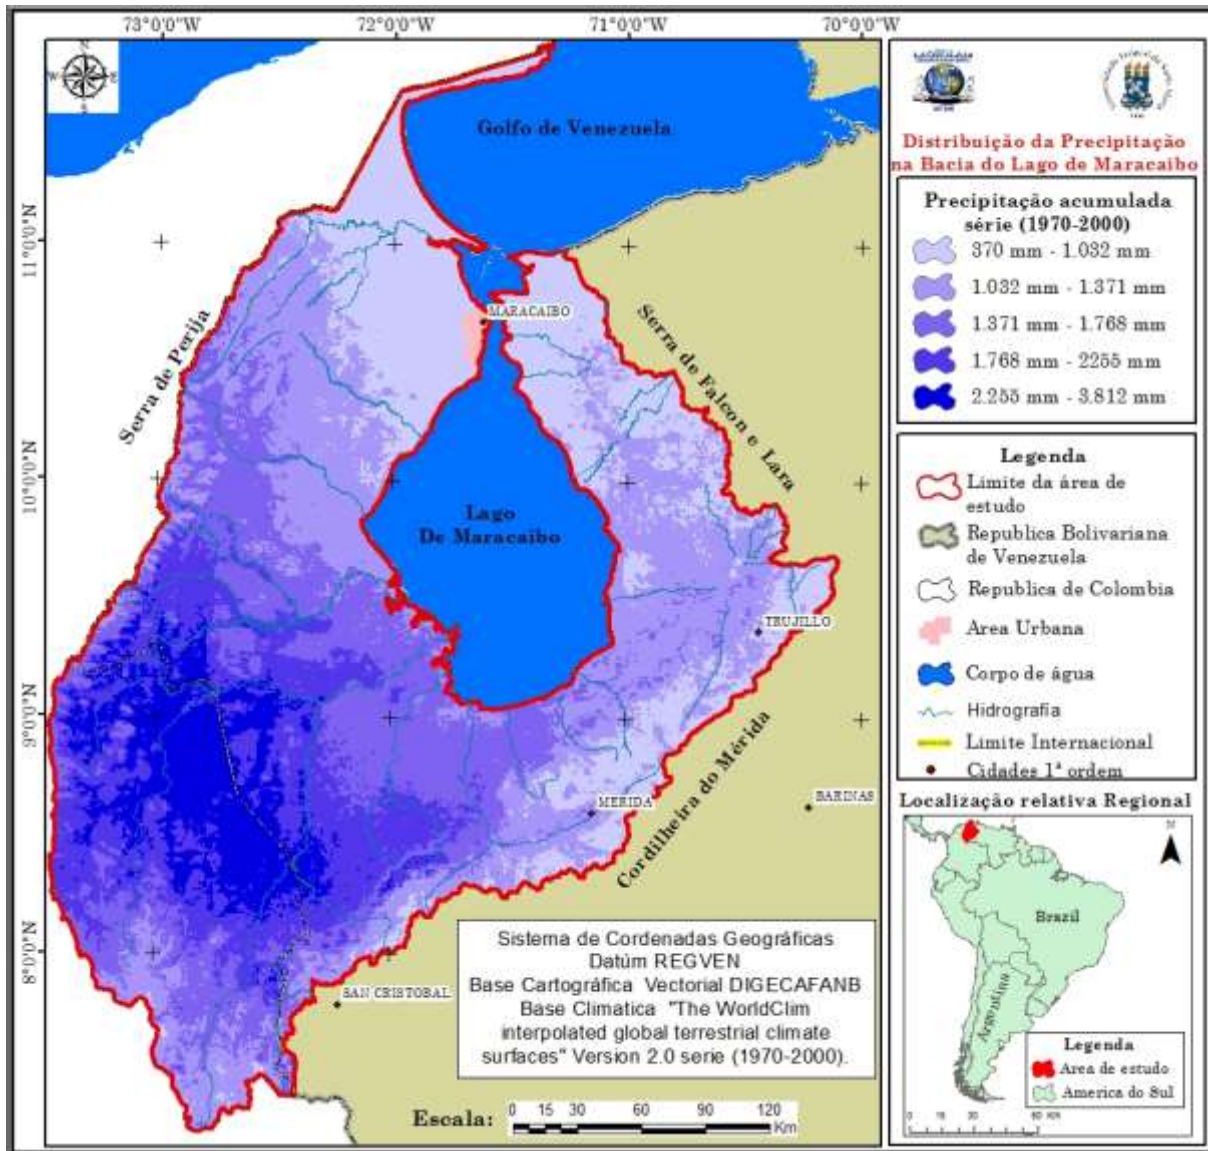 73°0'0"W
72°0'0"W
71°0'0"W
70°0'0"W
11°0'0"N
10°0'0"N
9°0'0"N
8°0'0"N
Golfo de Venezuela
MARACAIBO
Serra de Perija
Serra de Falcon e Lara
Lago
De Maracaibo
TRUJILLO
MERIDA
BARINAS
Cordilheira do Mérida
SAN CRISTOBAL
Sistema de Cordenadas Geográficas
Datúm REGVEN
Base Cartográfica Vectorial DIGECAFANB
Base Climatica "The WorldClim
interpolated global terrestrial climate
surfaces" Version 2.0 serie (1970-2000).
Escala:
0 15 30 60 90 120
Km
Distribuição da Precipitação
na Bacia do Lago de Maracaibo
Precipitação acumulada
série (1970-2000)
370 mm - 1.032 mm
1.032 mm - 1.371 mm
1.371 mm - 1.768 mm
1.768 mm - 2255 mm
2.255 mm - 3.812 mm
Legenda
Límite da área de
estudo
Republica Bolivariana
de Venezuela
Republica de Colombia
Area Urbana
Corpo de água
Hidrografia
Límite Internacional
Cidades 1ª ordem
Localização relativa Regional
N
Brazil
Argentina
Legenda
Area de estudo
America do Sul